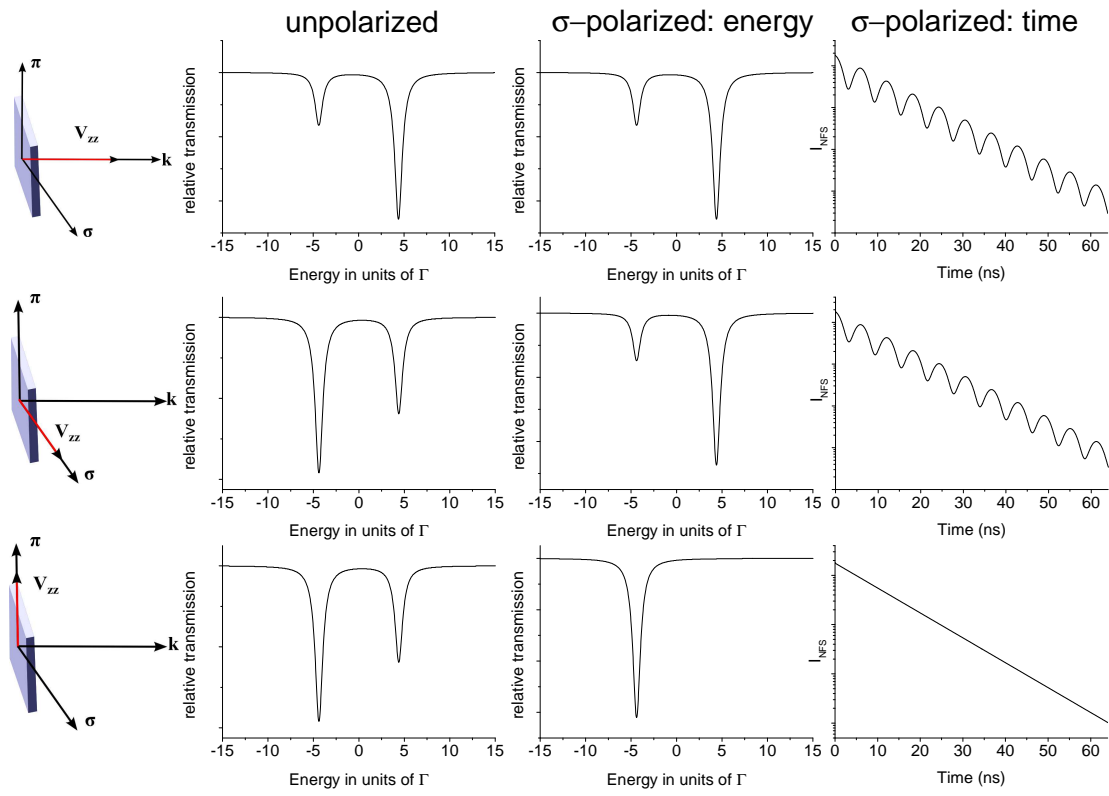 unpolarized
σ–polarized: energy
σ–polarized: time
π
V_zz
k
σ
relative transmission
-15 -10 -5 0 5 10 15
Energy in units of Γ
relative transmission
-15 -10 -5 0 5 10 15
Energy in units of Γ
I_NFS
0 10 20 30 40 50 60
Time (ns)
π
k
V_zz
σ
relative transmission
-15 -10 -5 0 5 10 15
Energy in units of Γ
relative transmission
-15 -10 -5 0 5 10 15
Energy in units of Γ
I_NFS
0 10 20 30 40 50 60
Time (ns)
π
V_zz
k
σ
relative transmission
-15 -10 -5 0 5 10 15
Energy in units of Γ
relative transmission
-15 -10 -5 0 5 10 15
Energy in units of Γ
I_NFS
0 10 20 30 40 50 60
Time (ns)